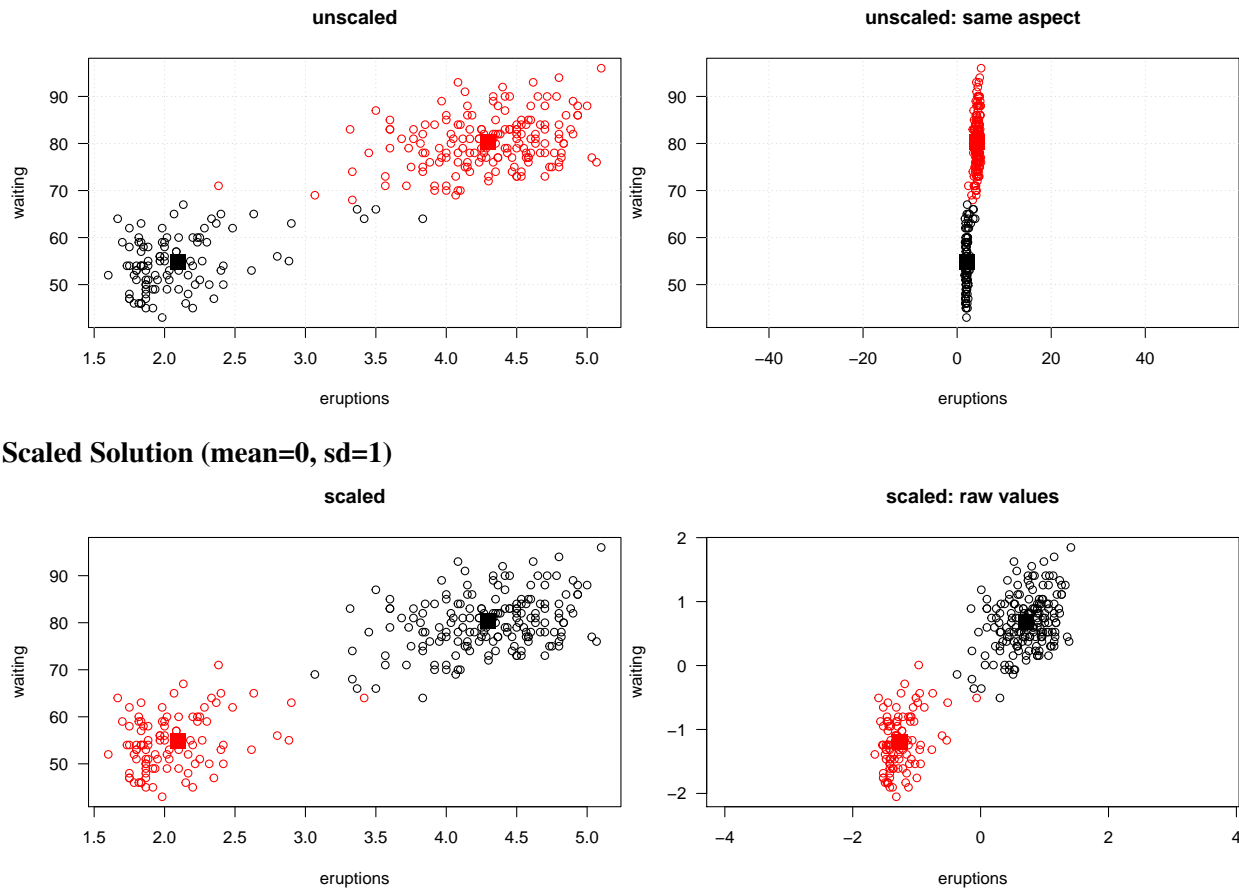 unscaled
unscaled: same aspect
waiting
90
80
70
60
50
1.5 2.0 2.5 3.0 3.5 4.0 4.5 5.0
eruptions
waiting
90
80
70
60
50
−40 −20 0 20 40
eruptions
Scaled Solution (mean=0, sd=1)
scaled
scaled: raw values
waiting
90
80
70
60
50
1.5 2.0 2.5 3.0 3.5 4.0 4.5 5.0
eruptions
waiting
2
1
0
−1
−2
−4 −2 0 2 4
eruptions